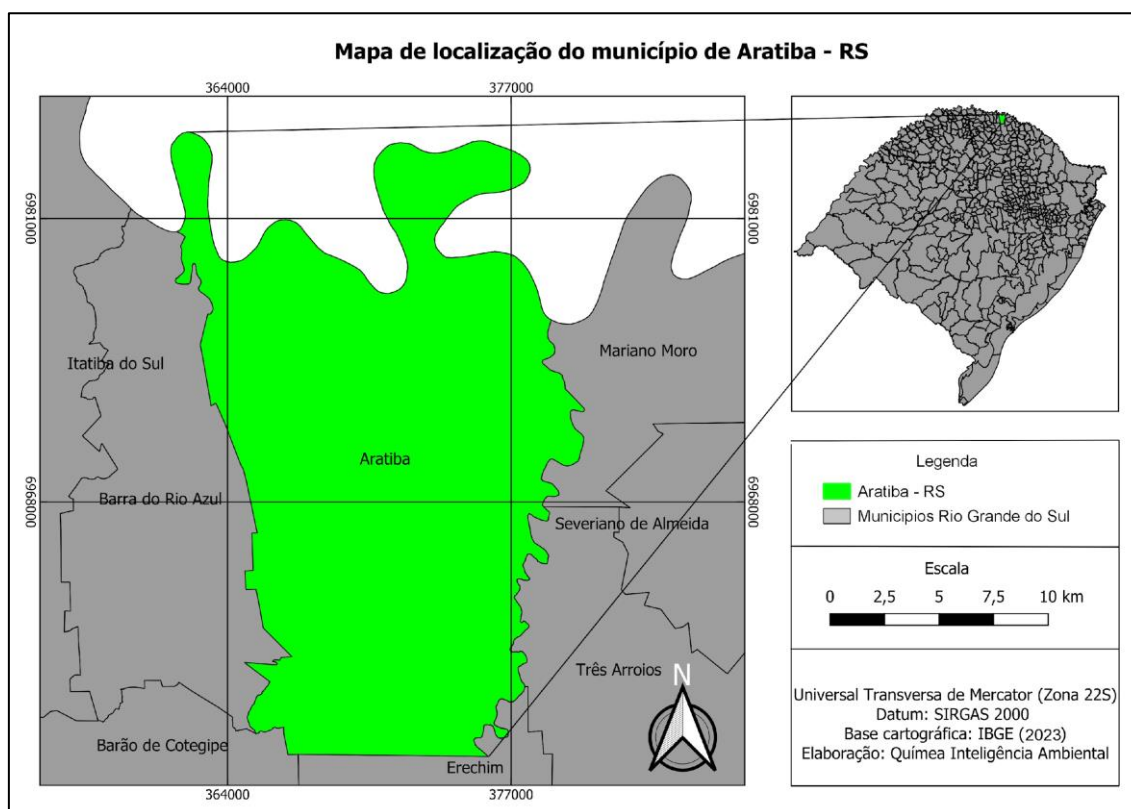 Mapa de localização do município de Aratiba - RS
364000
377000
6981000
6981000
Itatiba do Sul
Mariano Moro
Aratiba
Barra do Rio Azul
6968000
6968000
Severiano de Almeida
Três Arroios
N
Barão de Cotegipe
Erechim
364000
377000
Legenda
Aratiba - RS
Municipios Rio Grande do Sul
Escala
0 2,5 5 7,5 10 km
Universal Transversa de Mercator (Zona 22S)
Datum: SIRGAS 2000
Base cartográfica: IBGE (2023)
Elaboração: Químea Inteligência Ambiental